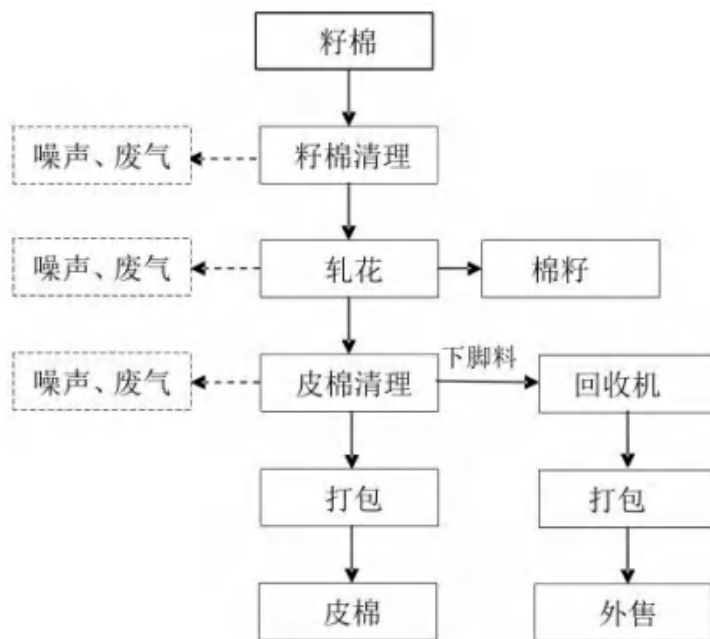 籽棉
噪声、废气
籽棉清理
噪声、废气
轧花
棉籽
噪声、废气
皮棉清理
下脚料
回收机
打包
打包
皮棉
外售